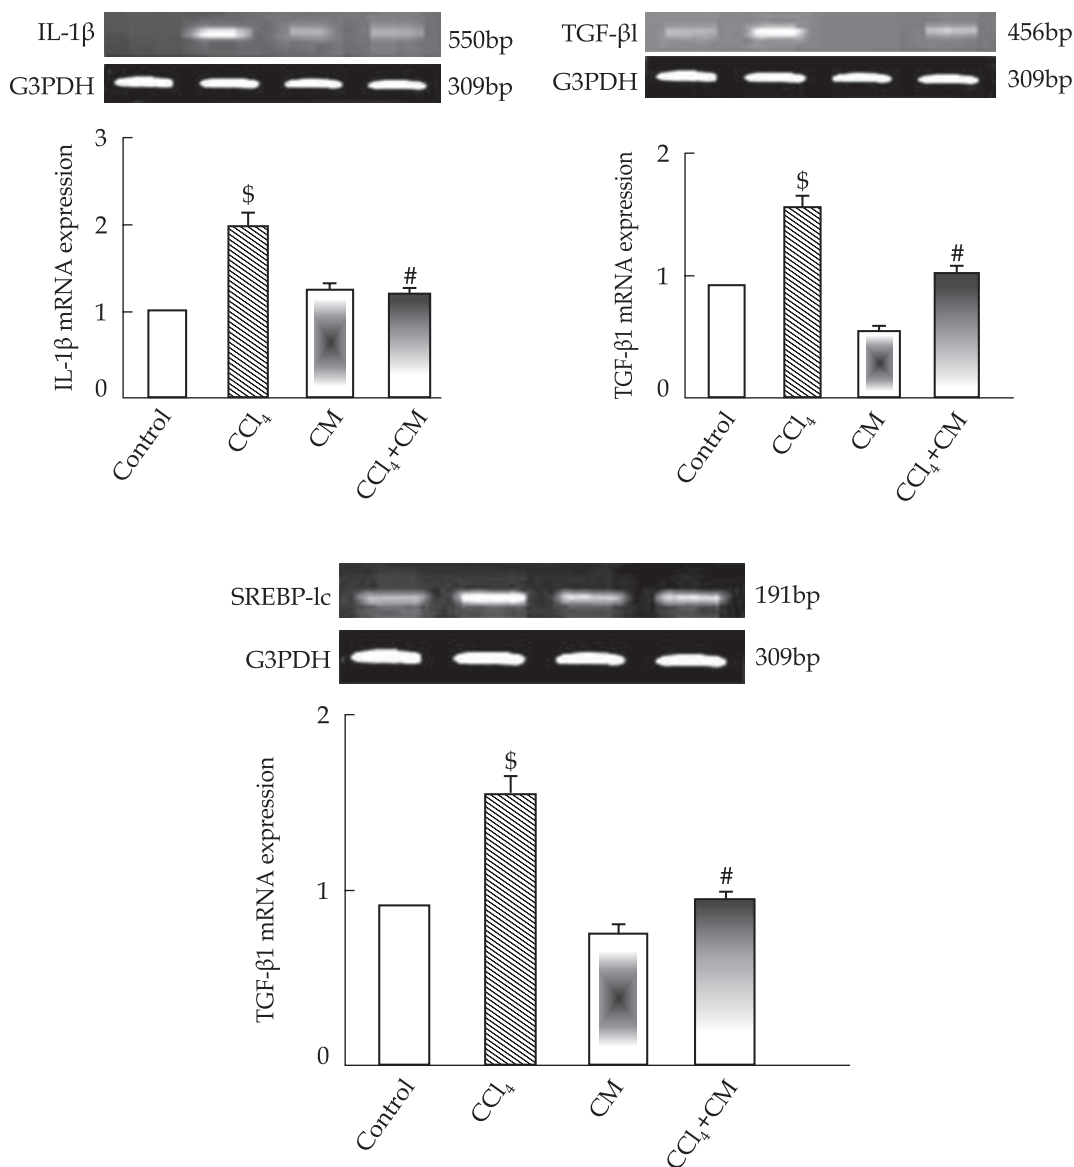 IL-1β 550bp
G3PDH 309bp
3
2
1
0
IL-1β mRNA expression
$
#
Control
CCl₄
CM
CCl₄+CM
TGF-βl 456bp
G3PDH 309bp
2
1
0
TGF-β1 mRNA expression
$
#
Control
CCl₄
CM
CCl₄+CM
SREBP-lc 191bp
G3PDH 309bp
2
1
0
TGF-β1 mRNA expression
$
#
Control
CCl₄
CM
CCl₄+CM